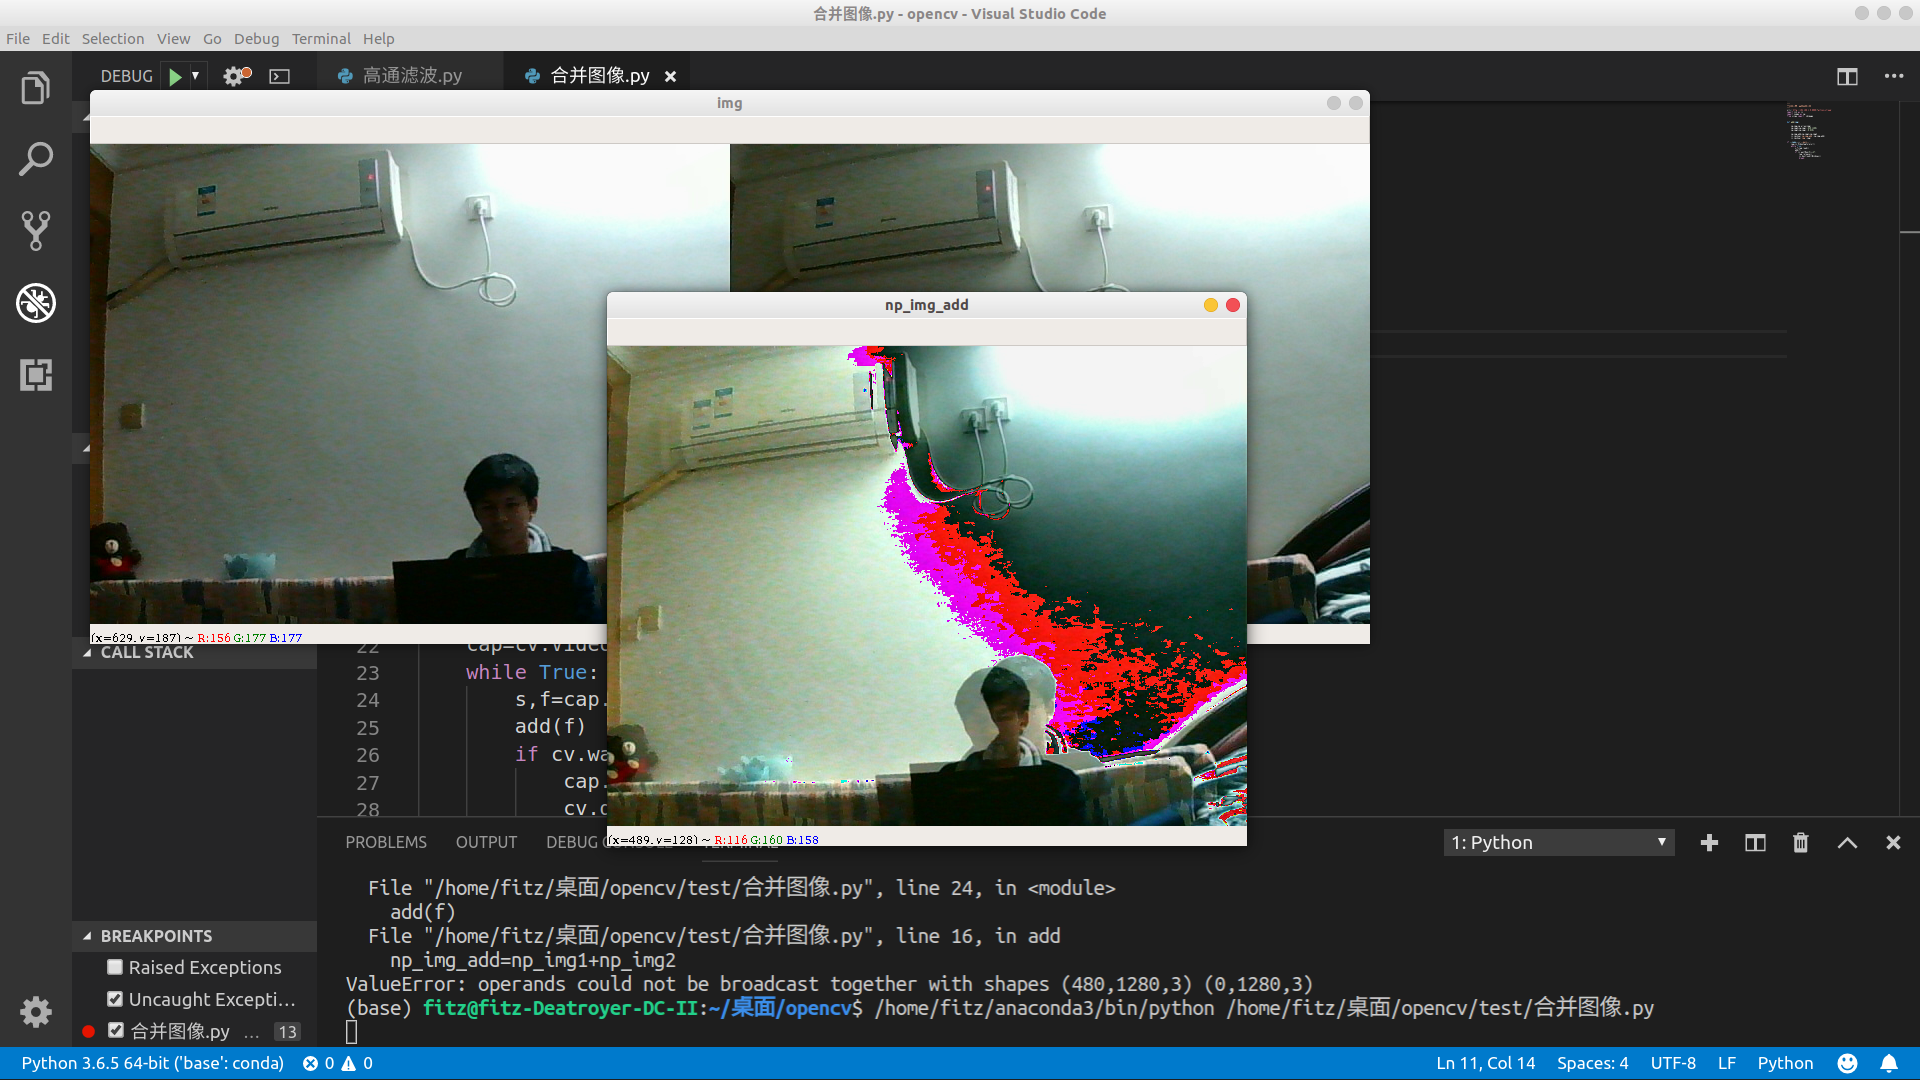 合并图像.py - opencv - Visual Studio Code
File Edit Selection View Go Debug Terminal Help
DEBUG
高通滤波.py
合并图像.py
img
np_img_add
(x=629, y=187) ~ R:156 G:177 B:177
CALL STACK
22 cap=cv.Video
23 while True:
24 s,f=cap.
25 add(f)
26 if cv.wa
27 cap.
28 cv.d
(x=489, y=128) ~ R:116 G:160 B:158
PROBLEMS OUTPUT DEBUG CONSOLE TERMINAL
1: Python
File "/home/fitz/桌面/opencv/test/合并图像.py", line 24, in <module>
add(f)
File "/home/fitz/桌面/opencv/test/合并图像.py", line 16, in add
np_img_add=np_img1+np_img2
ValueError: operands could not be broadcast together with shapes (480,1280,3) (0,1280,3)
(base) fitz@fitz-Deatroyer-DC-II:~/桌面/opencv$ /home/fitz/anaconda3/bin/python /home/fitz/桌面/opencv/test/合并图像.py
BREAKPOINTS
Raised Exceptions
Uncaught Excepti...
合并图像.py ... 13
Python 3.6.5 64-bit ('base': conda) 0 0
Ln 11, Col 14 Spaces: 4 UTF-8 LF Python